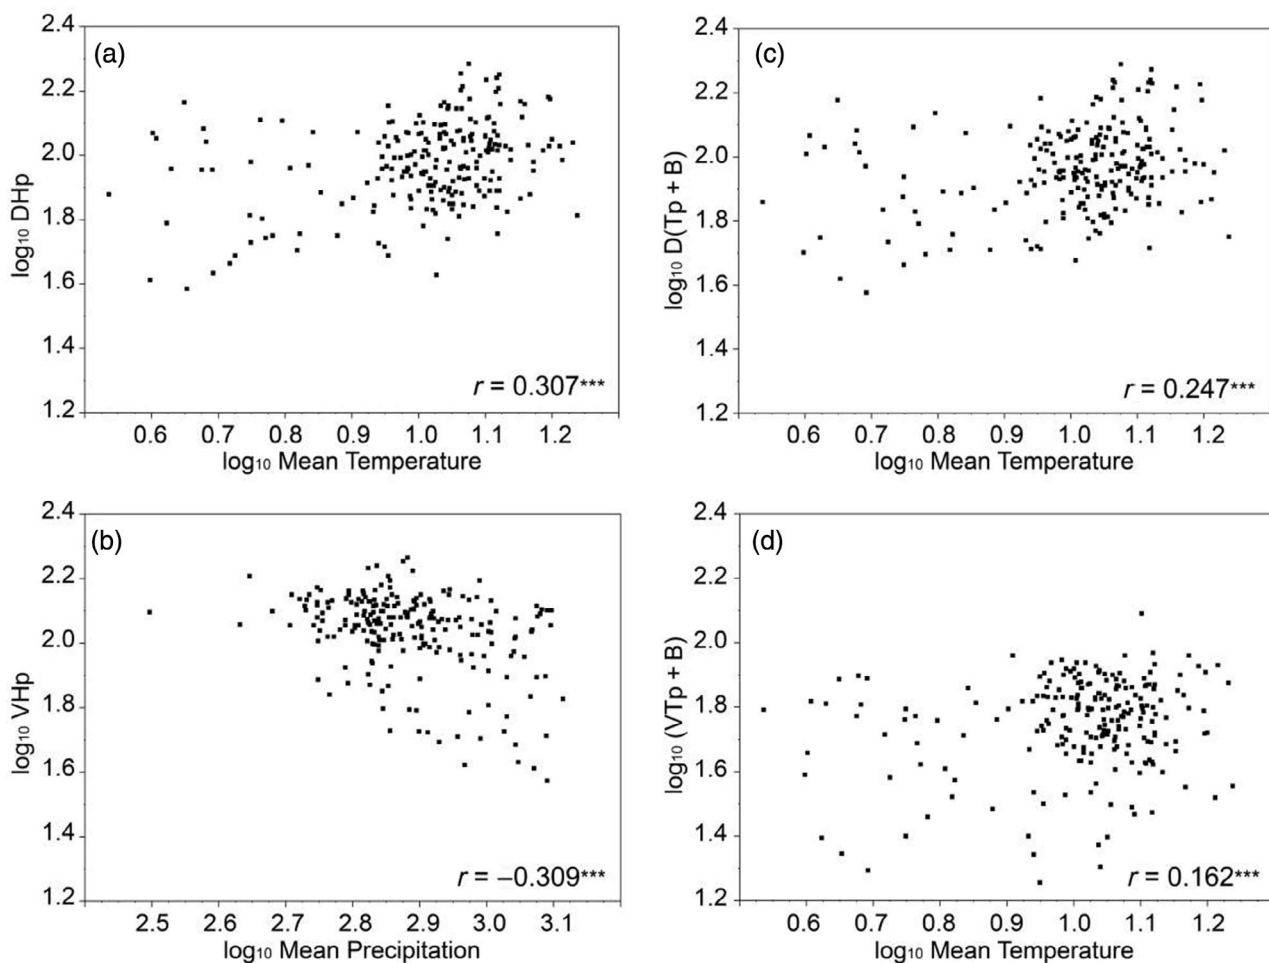 (a)
log10 DHp
2.4
2.2
2.0
1.8
1.6
1.4
1.2
r = 0.307***
0.6 0.7 0.8 0.9 1.0 1.1 1.2
log10 Mean Temperature
(c)
log10 D(Tp + B)
2.4
2.2
2.0
1.8
1.6
1.4
1.2
r = 0.247***
0.6 0.7 0.8 0.9 1.0 1.1 1.2
log10 Mean Temperature
(b)
log10 VHp
2.4
2.2
2.0
1.8
1.6
1.4
1.2
r = –0.309***
2.5 2.6 2.7 2.8 2.9 3.0 3.1
log10 Mean Precipitation
(d)
log10 (VTp + B)
2.4
2.2
2.0
1.8
1.6
1.4
1.2
r = 0.162***
0.6 0.7 0.8 0.9 1.0 1.1 1.2
log10 Mean Temperature